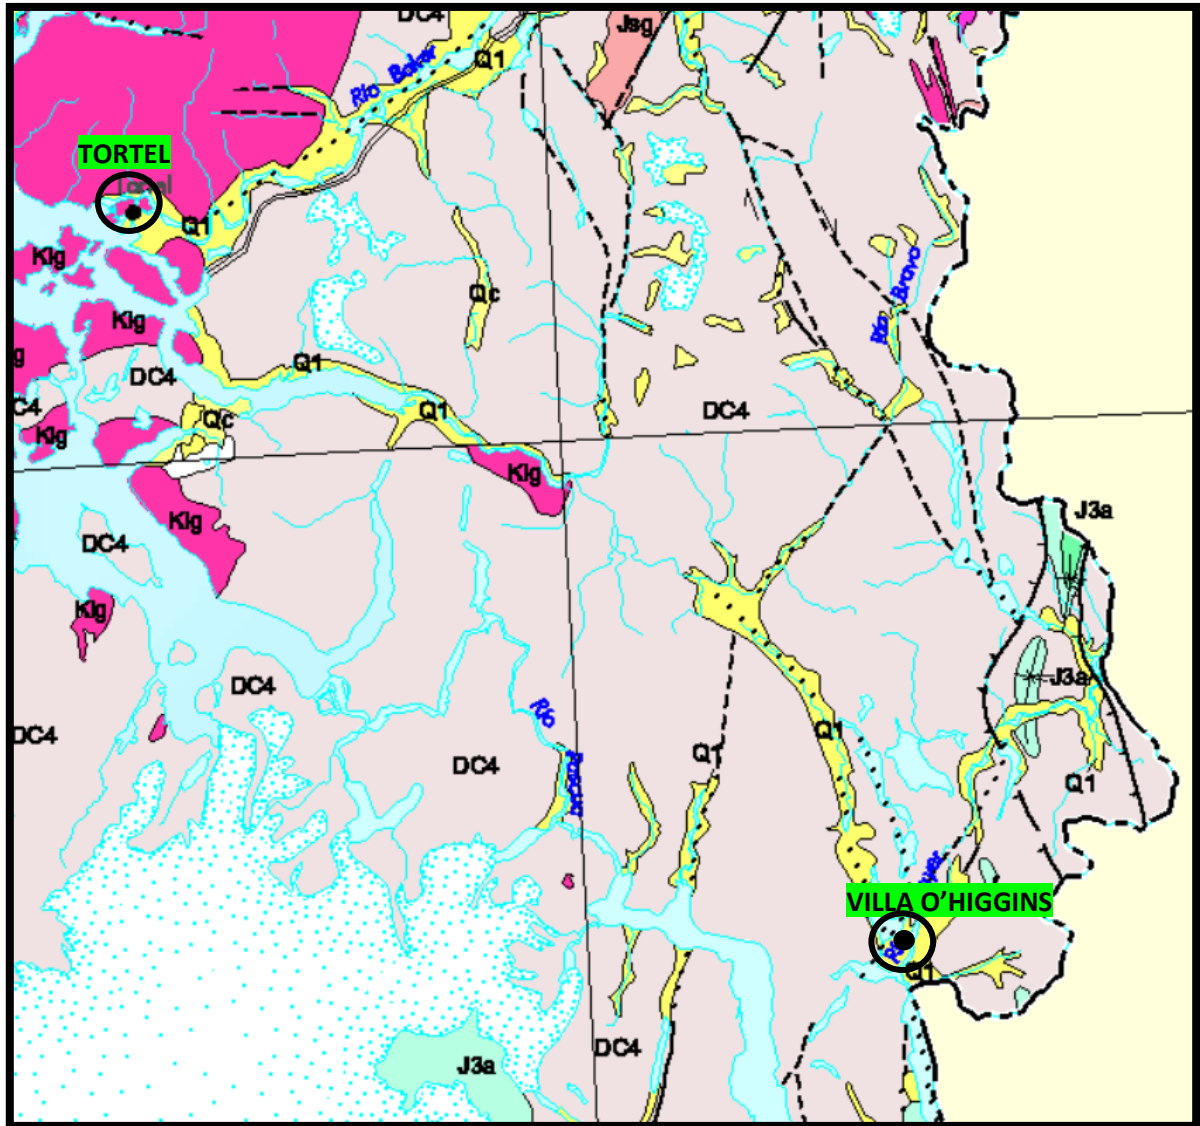 DC4
Jsg
Q1
Río Baker
TORTEL
Tortel
Q1
Klg
Qc
Río Bravo
Klg
g
Q1
DC4
C4
Q1
DC4
Qc
Klg
Klg
Klg
J3a
DC4
Klg
DC4
J3a
Río
DC4
Q1
Q1
DC4
Pascua
Q1
VILLA O'HIGGINS
Q1
DC4
J3a